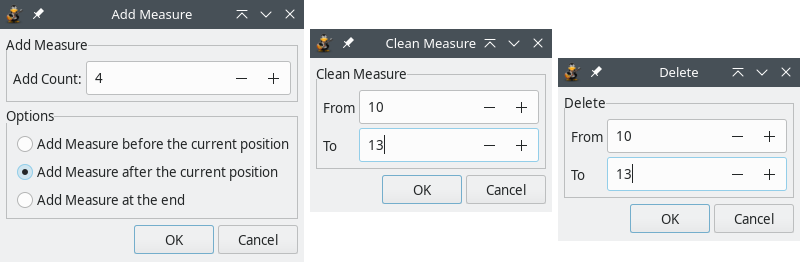 Add Measure
Add Measure
Add Count: 4
Options
Add Measure before the current position
Add Measure after the current position
Add Measure at the end
OK Cancel
Clean Measure
Clean Measure
From 10
To 13
OK Cancel
Delete
Delete
From 10
To 13
OK Cancel